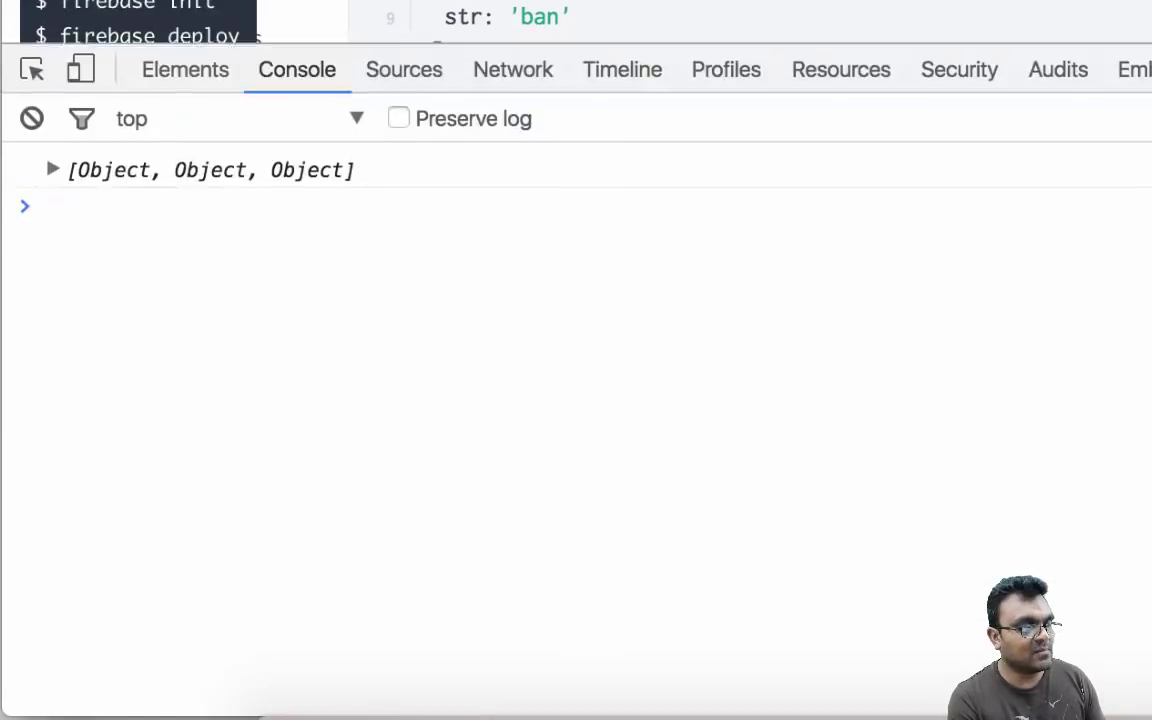 $ firebase init
$ firebase deploy
9 str: 'ban'
Elements Console Sources Network Timeline Profiles Resources Security Audits Emb
top Preserve log
[Object, Object, Object]
>